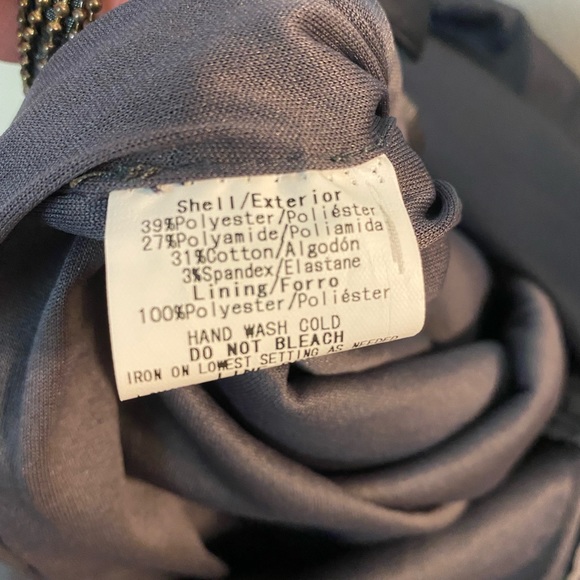 Shell/Exterior
39%Polyester/Poliéster
27%Polyamide/Poliamida
31%Cotton/Algodón
3%Spandex/Elastane
Lining/Forro
100%Polyester/Poliéster
HAND WASH COLD
DO NOT BLEACH
IRON ON LOWEST SETTING AS NEEDED